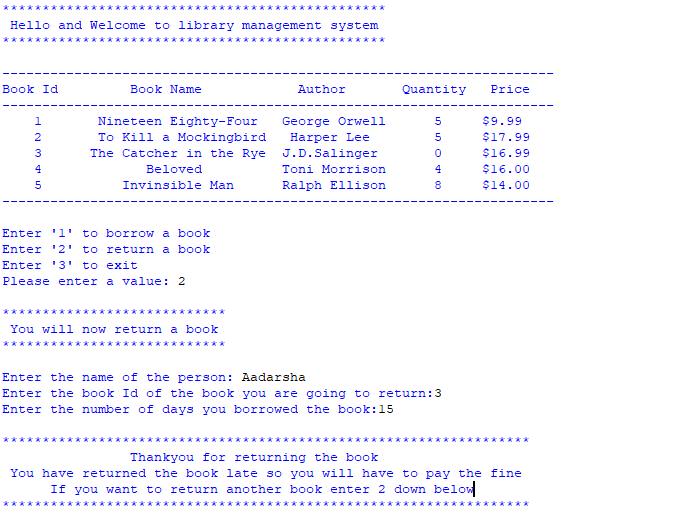 ************************************************
Hello and Welcome to library management system
************************************************
---------------------------------------------------------------------
Book Id Book Name Author Quantity Price
---------------------------------------------------------------------
1 Nineteen Eighty-Four George Orwell 5 $9.99
2 To Kill a Mockingbird Harper Lee 5 $17.99
3 The Catcher in the Rye J.D.Salinger 0 $16.99
4 Beloved Toni Morrison 4 $16.00
5 Invinsible Man Ralph Ellison 8 $14.00
---------------------------------------------------------------------
Enter '1' to borrow a book
Enter '2' to return a book
Enter '3' to exit
Please enter a value: 2
****************************
You will now return a book
****************************
Enter the name of the person: Aadarsha
Enter the book Id of the book you are going to return:3
Enter the number of days you borrowed the book:15
******************************************************************
Thankyou for returning the book
You have returned the book late so you will have to pay the fine
If you want to return another book enter 2 down below
******************************************************************